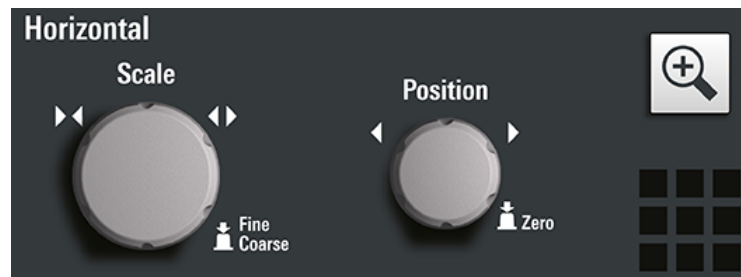 Horizontal
Scale
Position
Fine
Coarse
Zero